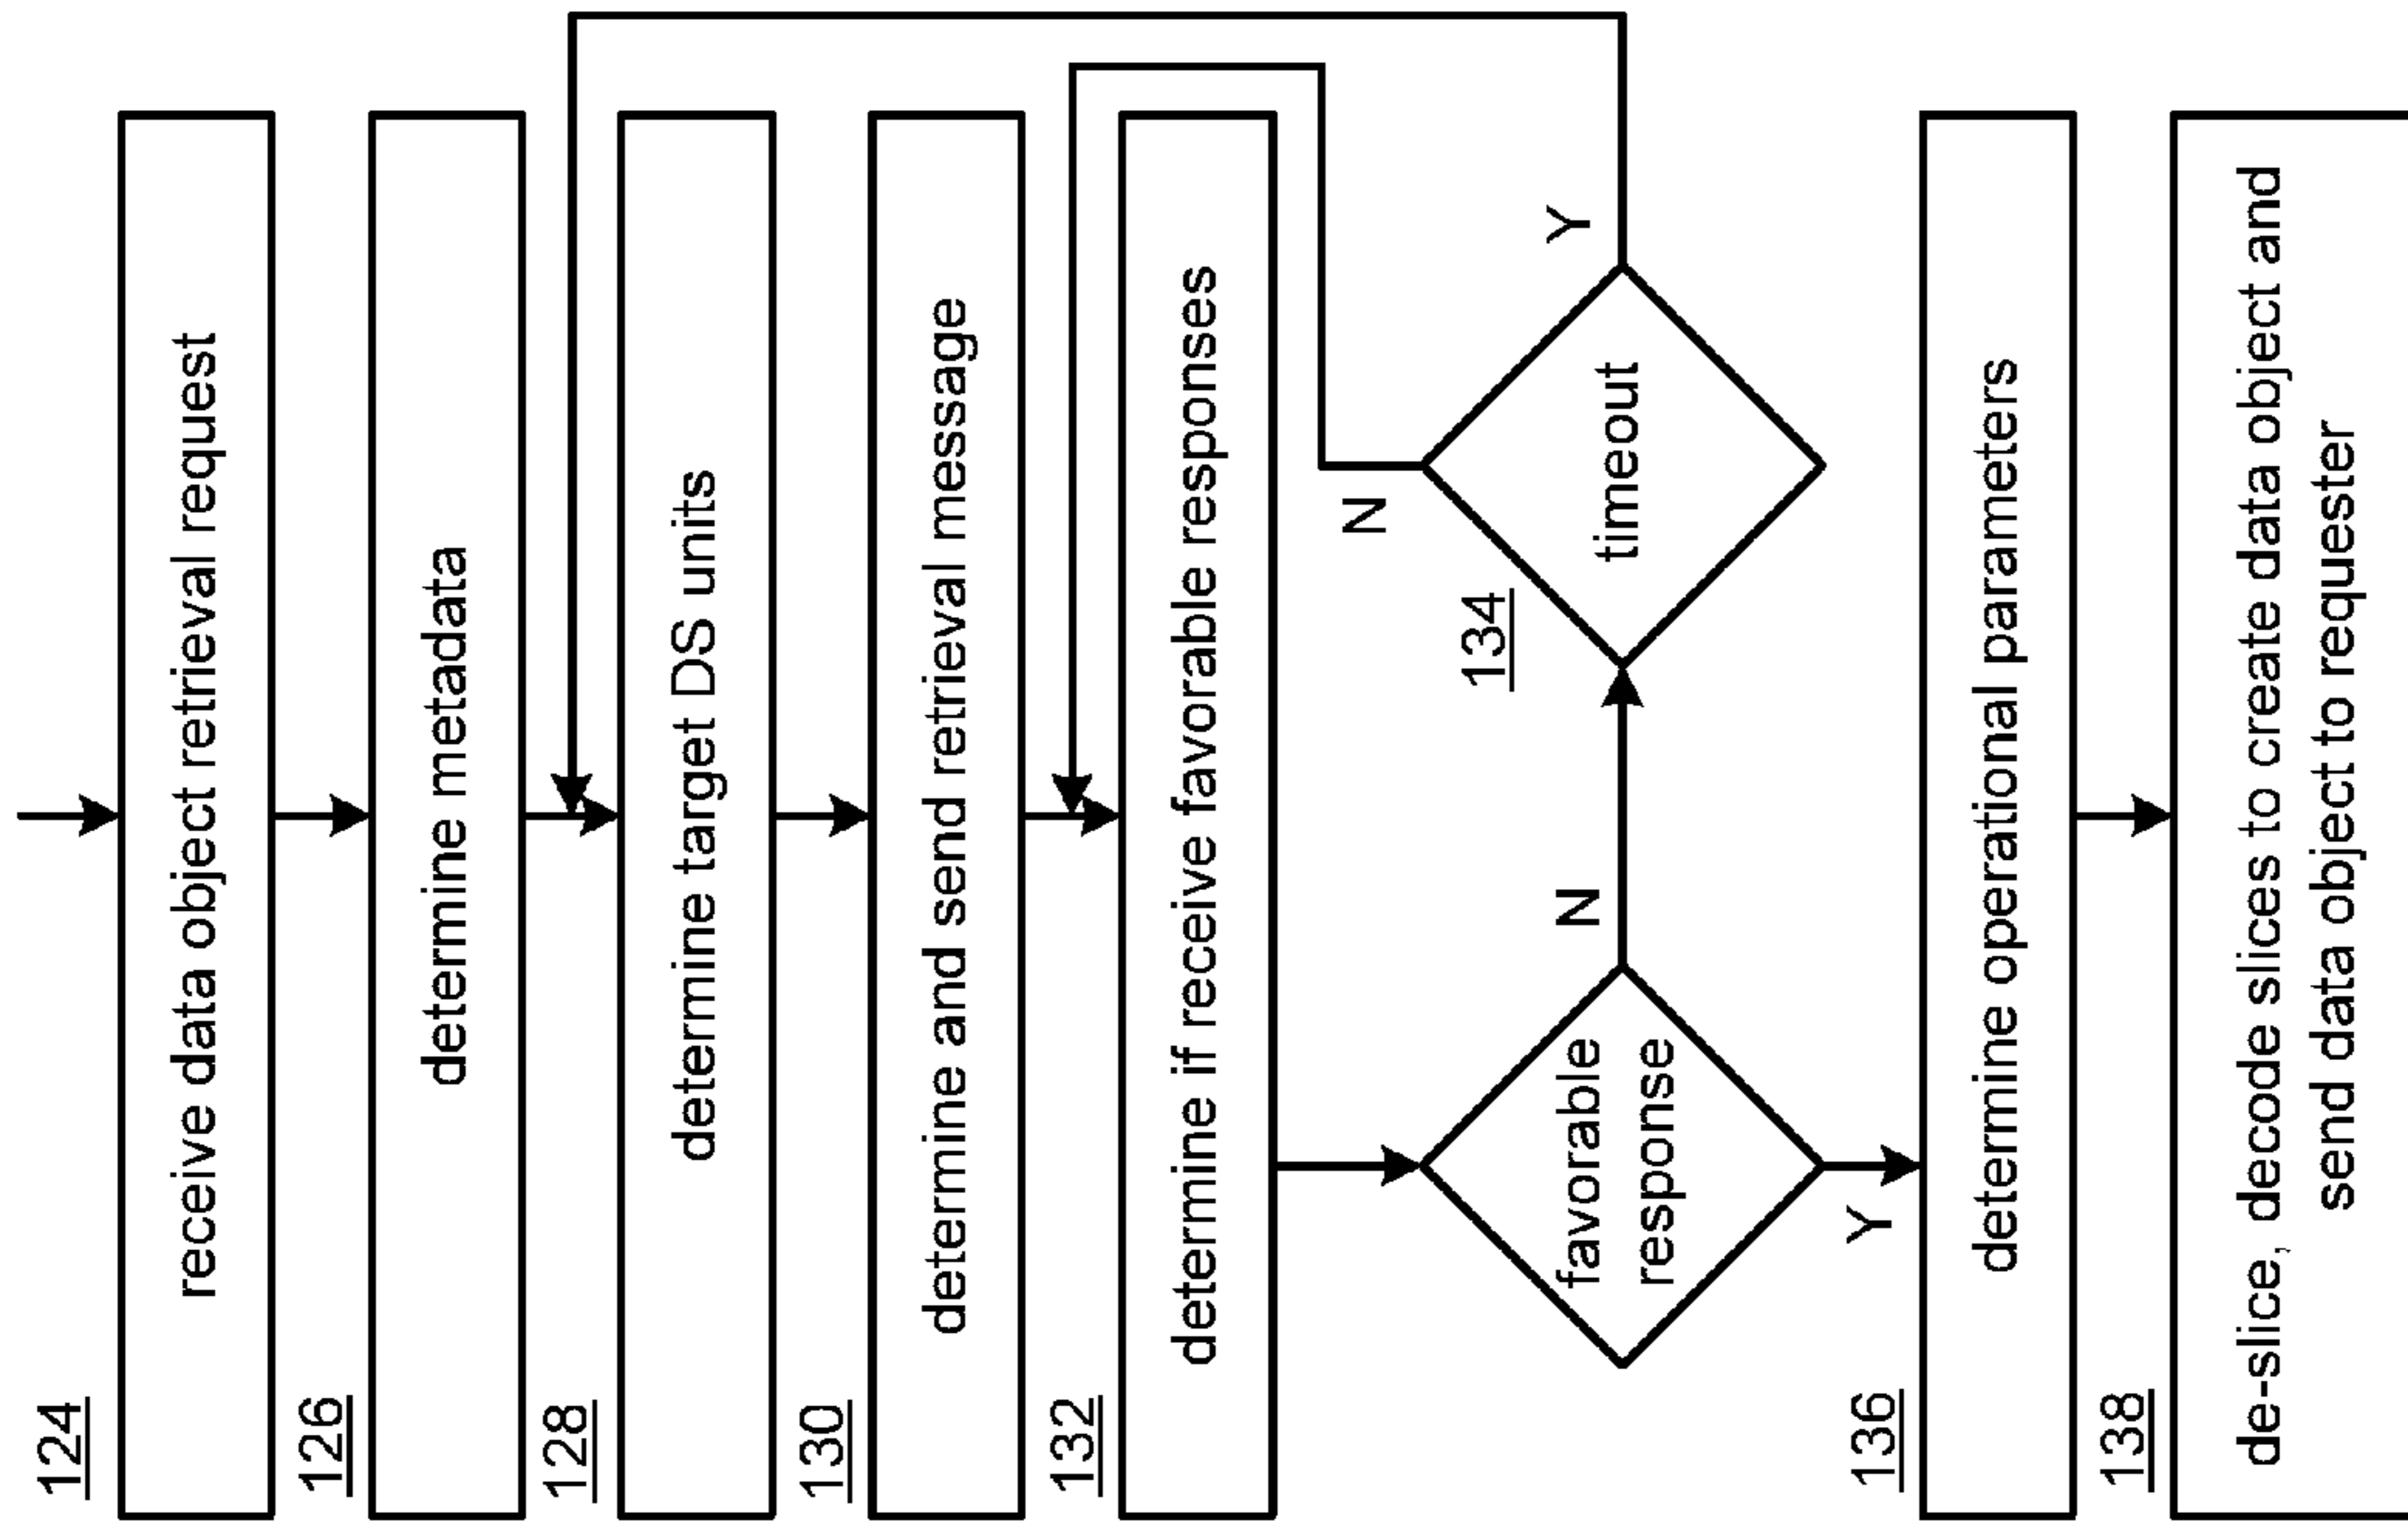 124
receive data object retrieval request
126
determine metadata
128
determine target DS units
130
determine and send retrieval message
132
determine if receive favorable responses
favorable
response
N
Y
134
timeout
N
Y
136
determine operational parameters
138
de-slice, decode slices to create data object and
send data object to requester